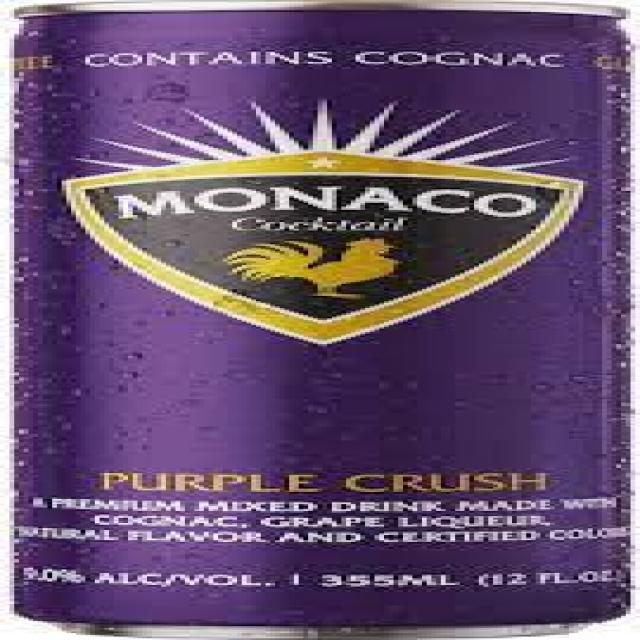 CONTAINS COGNAC
MONACO
Cocktail
PURPLE CRUSH
A PREMIUM MIXED DRINK MADE WITH
COGNAC, GRAPE LIQUEUR,
NATURAL FLAVOR AND CERTIFIED COLOR
9.0% ALC/VOL. | 355ML (12 FL.OZ.